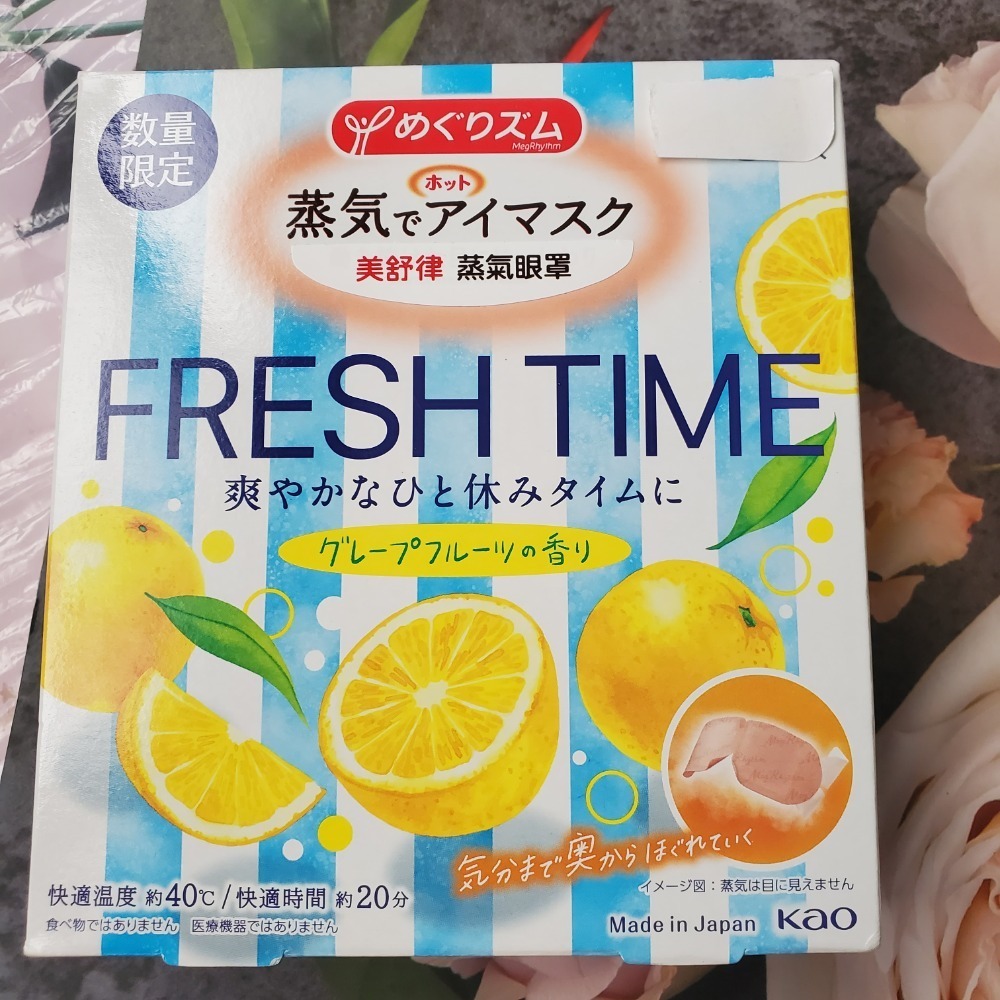 数量
限定
めぐりズム
MegRhythm
ホット
蒸気でアイマスク
美舒律 蒸氣眼罩
FRESH TIME
爽やかなひと休みタイムに
グレープフルーツの香り
MegRhythm
気分まで奥からほぐれていく
イメージ図:蒸気は目に見えません
快適温度 約40℃/快適時間 約20分
食べ物ではありません 医療機器ではありません
Made in Japan Kao